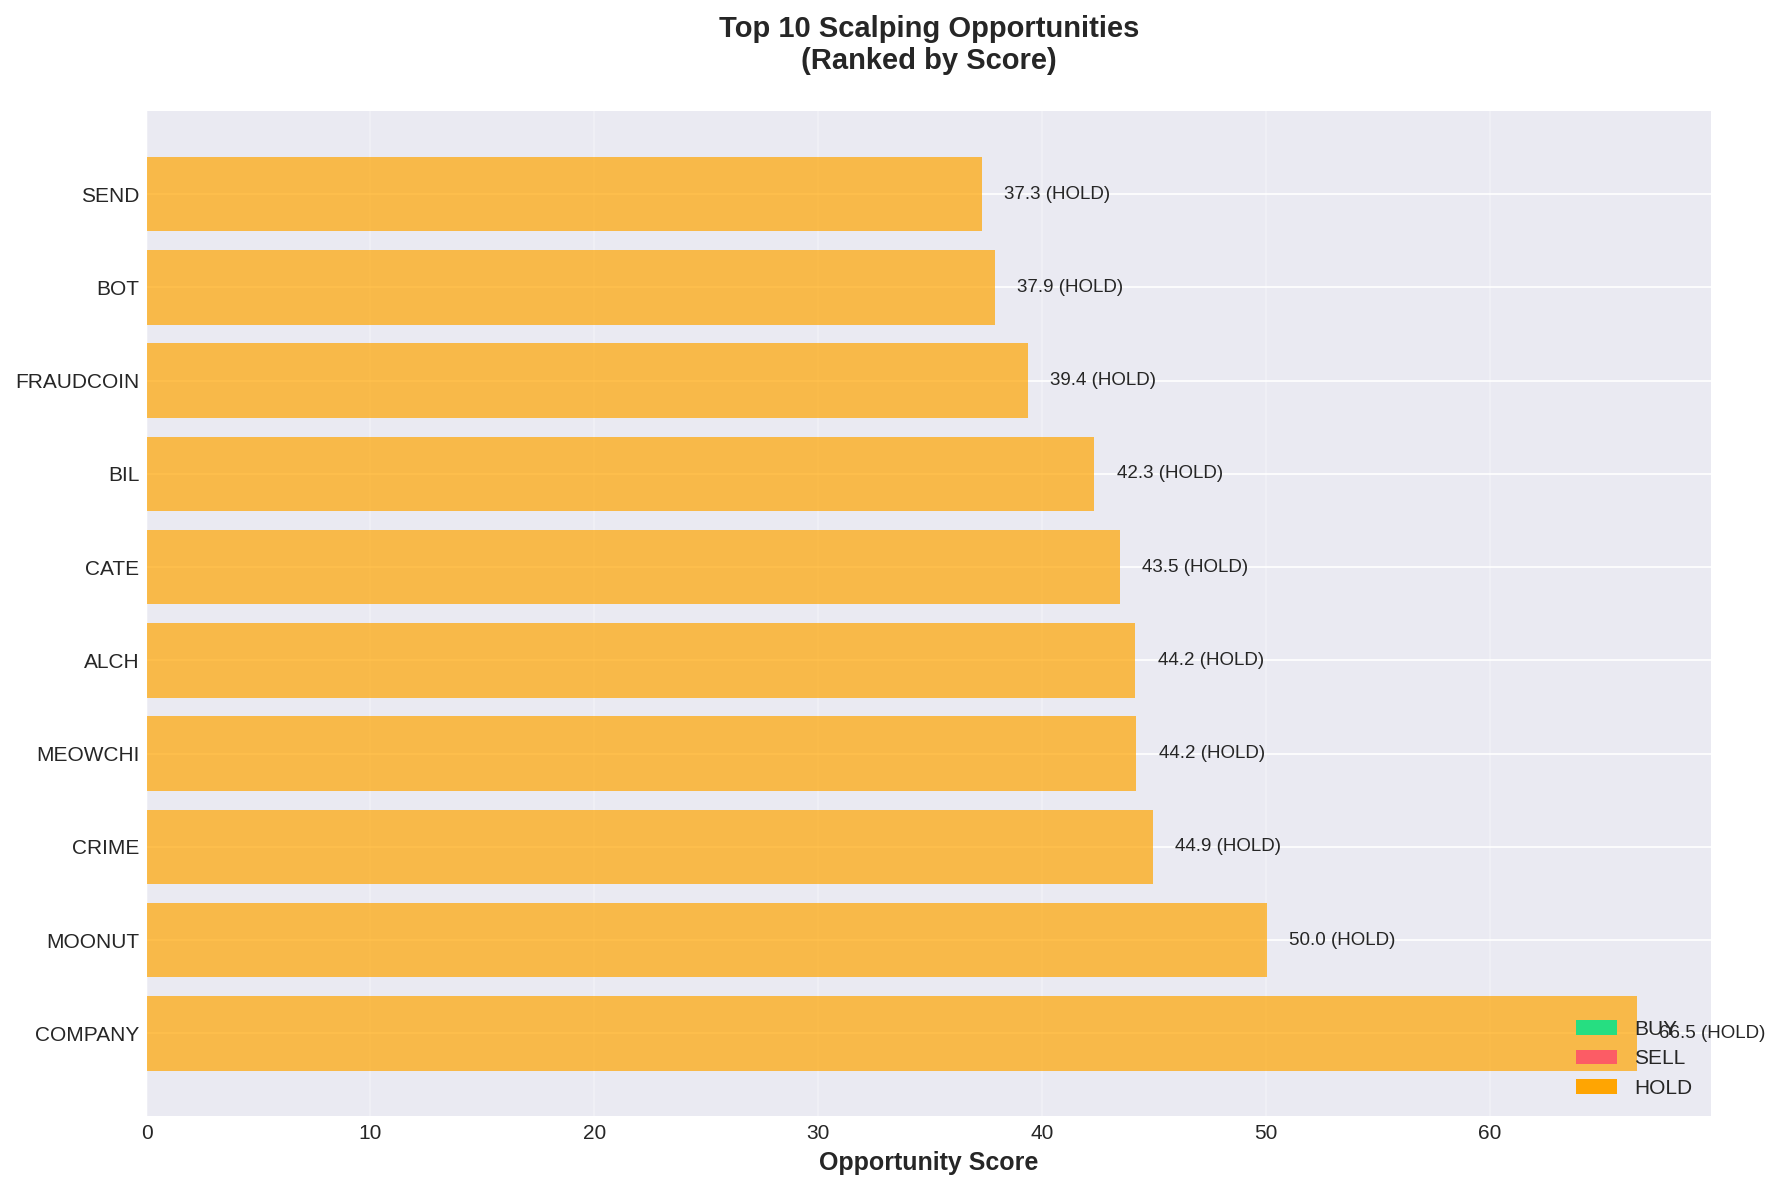 Top 10 Scalping Opportunities
(Ranked by Score)
SEND
37.3 (HOLD)
BOT
37.9 (HOLD)
FRAUDCOIN
39.4 (HOLD)
BIL
42.3 (HOLD)
CATE
43.5 (HOLD)
ALCH
44.2 (HOLD)
MEOWCHI
44.2 (HOLD)
CRIME
44.9 (HOLD)
MOONUT
50.0 (HOLD)
COMPANY
66.5 (HOLD)
BUY
SELL
HOLD
0 10 20 30 40 50 60
Opportunity Score